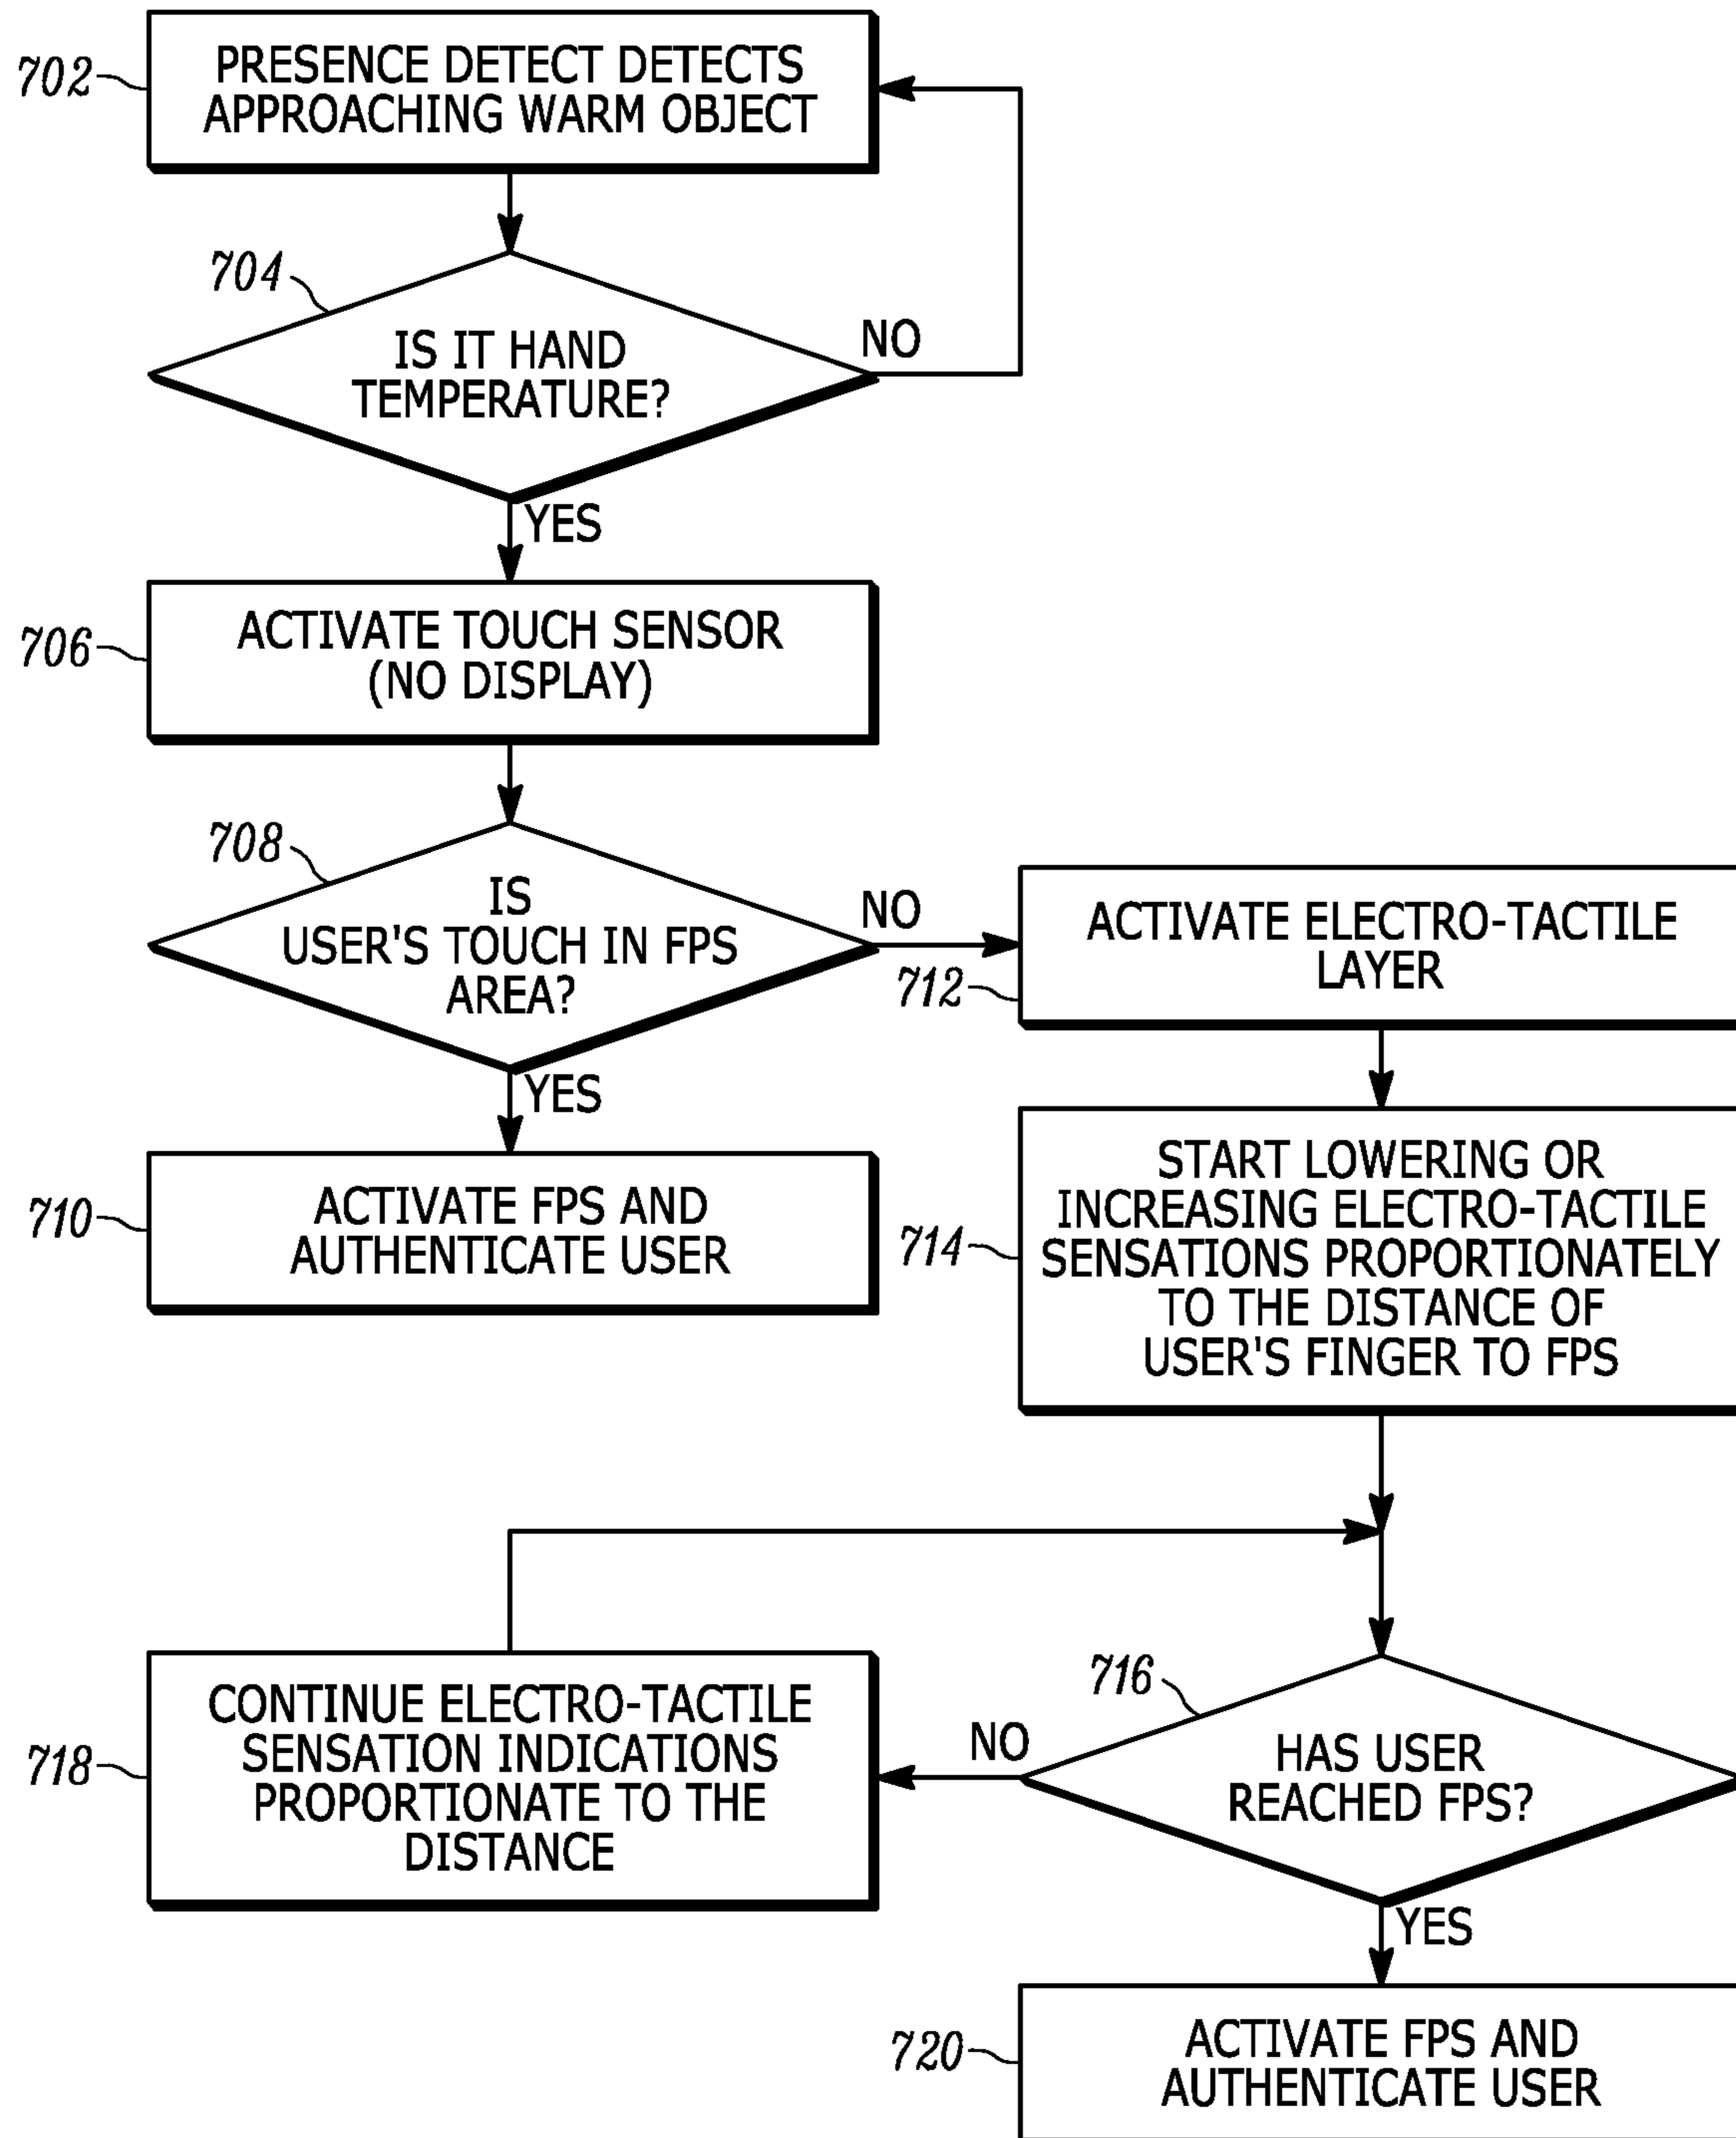 702
PRESENCE DETECT DETECTS
APPROACHING WARM OBJECT
704
IS IT HAND
TEMPERATURE?
NO
YES
706
ACTIVATE TOUCH SENSOR
(NO DISPLAY)
708
IS
USER'S TOUCH IN FPS
AREA?
NO
YES
710
ACTIVATE FPS AND
AUTHENTICATE USER
712
ACTIVATE ELECTRO-TACTILE
LAYER
714
START LOWERING OR
INCREASING ELECTRO-TACTILE
SENSATIONS PROPORTIONATELY
TO THE DISTANCE OF
USER'S FINGER TO FPS
716
HAS USER
REACHED FPS?
NO
718
CONTINUE ELECTRO-TACTILE
SENSATION INDICATIONS
PROPORTIONATE TO THE
DISTANCE
YES
720
ACTIVATE FPS AND
AUTHENTICATE USER